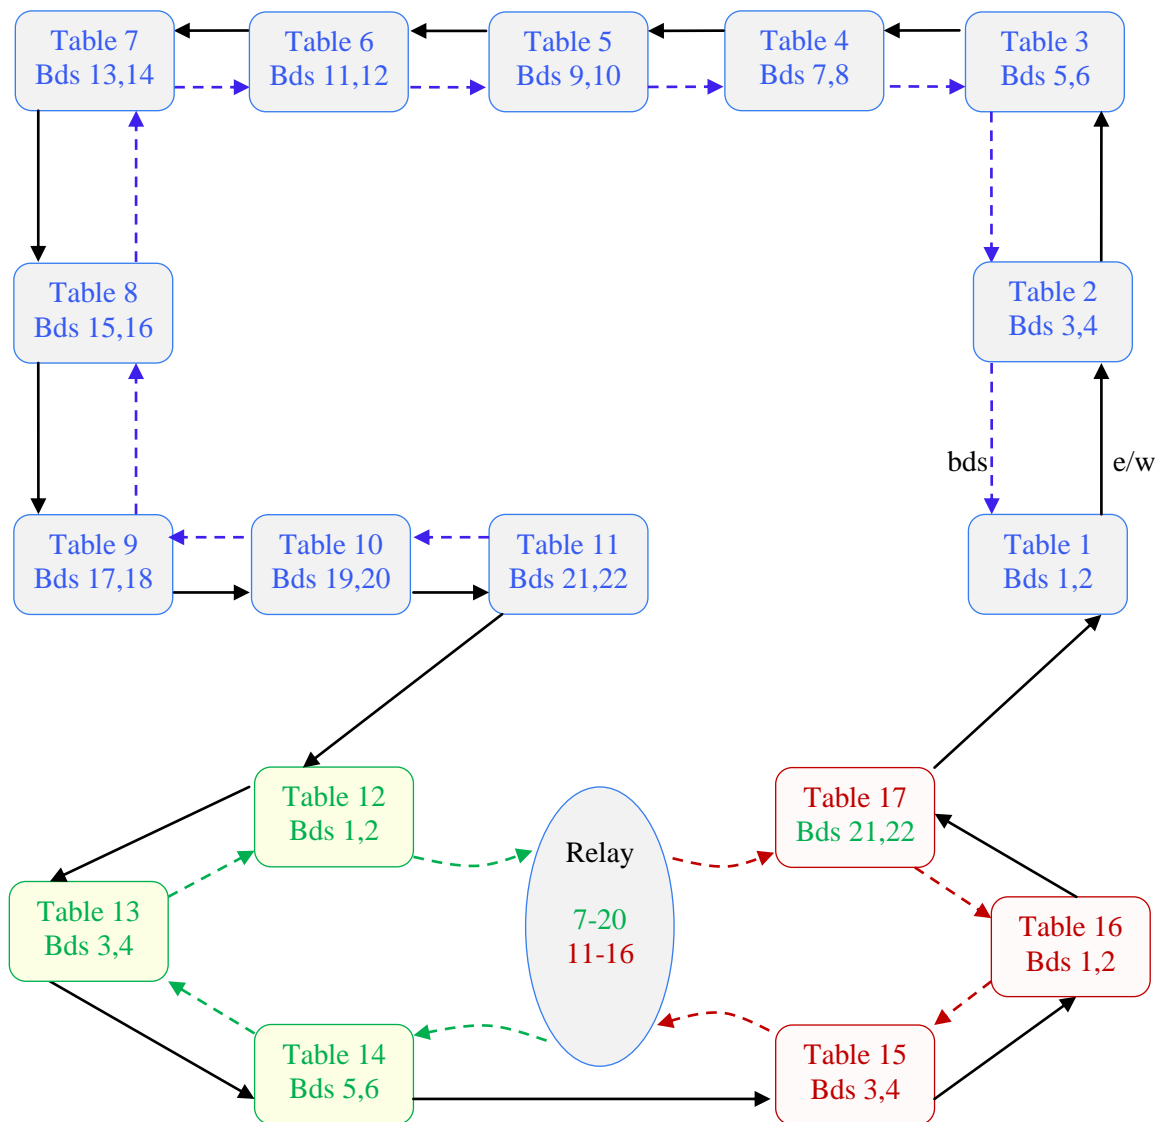 Table 7
Bds 13,14
Table 6
Bds 11,12
Table 5
Bds 9,10
Table 4
Bds 7,8
Table 3
Bds 5,6
Table 8
Bds 15,16
Table 2
Bds 3,4
bds
e/w
Table 9
Bds 17,18
Table 10
Bds 19,20
Table 11
Bds 21,22
Table 1
Bds 1,2
Table 12
Bds 1,2
Relay
7-20
11-16
Table 17
Bds 21,22
Table 13
Bds 3,4
Table 16
Bds 1,2
Table 14
Bds 5,6
Table 15
Bds 3,4